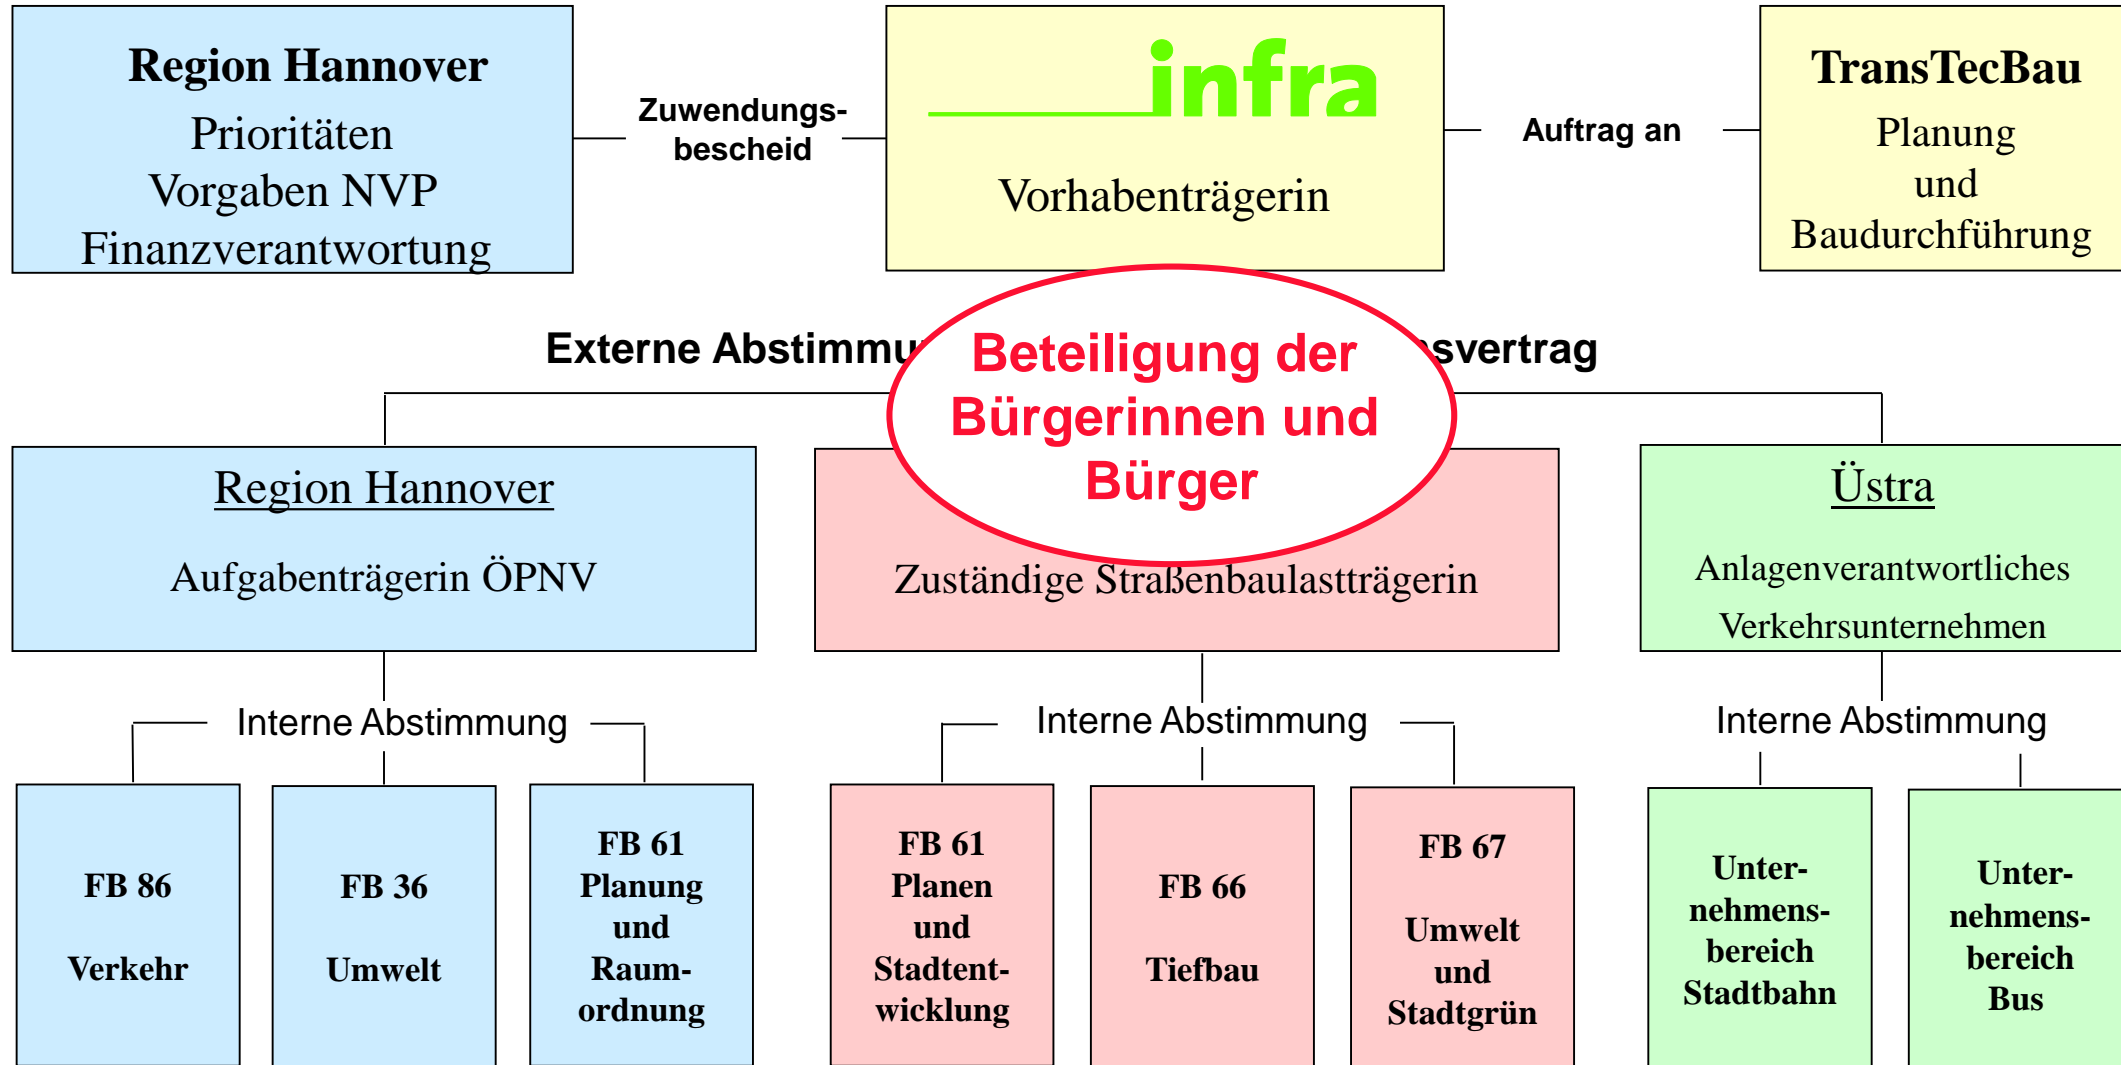 Region Hannover
Prioritäten
Vorgaben NVP
Finanzverantwortung
Zuwendungs-
bescheid
infra
Vorhabenträgerin
Auftrag an
TransTecBau
Planung
und
Baudurchführung
Externe Abstimmu
svertrag
Beteiligung der
Bürgerinnen und
Bürger
Region Hannover
Aufgabenträgerin ÖPNV
Zuständige Straßenbaulastträgerin
Üstra
Anlagenverantwortliches
Verkehrsunternehmen
Interne Abstimmung
Interne Abstimmung
Interne Abstimmung
FB 86
Verkehr
FB 36
Umwelt
FB 61
Planung
und
Raum-
ordnung
FB 61
Planen
und
Stadtent-
wicklung
FB 66
Tiefbau
FB 67
Umwelt
und
Stadtgrün
Unter-
nehmens-
bereich
Stadtbahn
Unter-
nehmens-
bereich
Bus